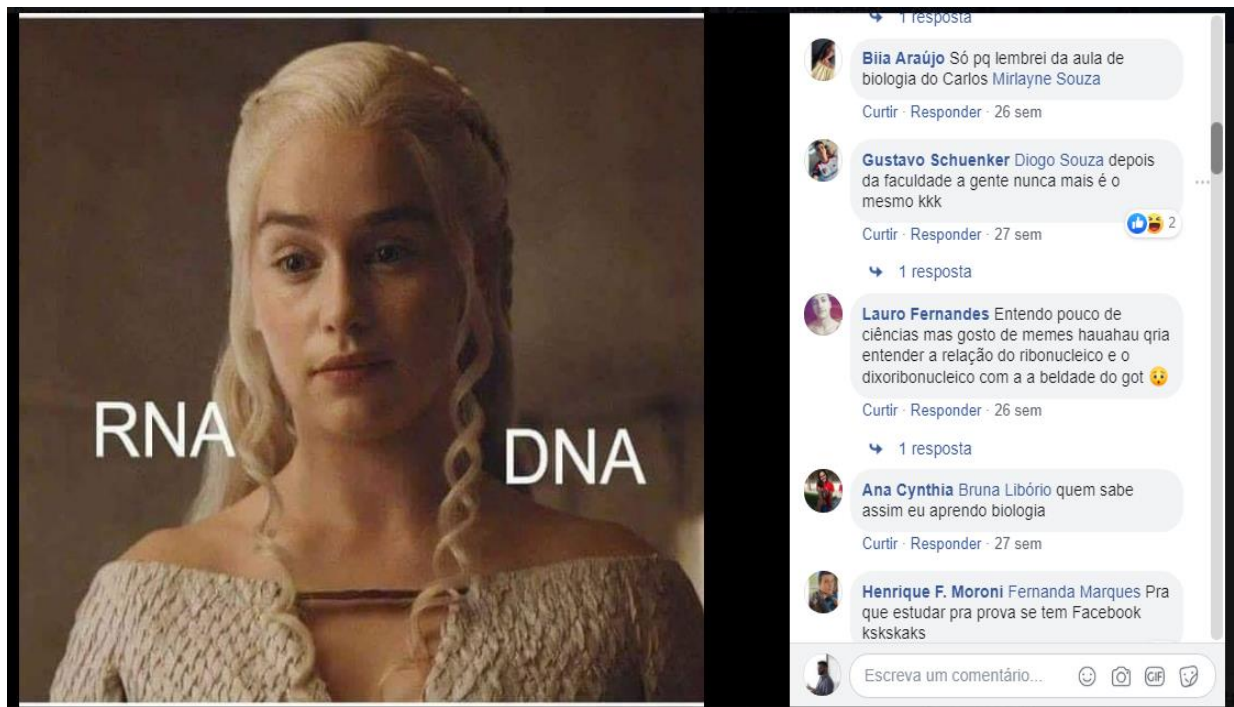 RNA
DNA
1 resposta
Biia Araújo Só pq lembrei da aula de
biologia do Carlos Mirlayne Souza
Curtir · Responder · 26 sem
Gustavo Schuenker Diogo Souza depois
da faculdade a gente nunca mais é o
mesmo kkk
2
Curtir · Responder · 27 sem
1 resposta
Lauro Fernandes Entendo pouco de
ciências mas gosto de memes hauahau qria
entender a relação do ribonucleico e o
dixoribonucleico com a a beldade do got
Curtir · Responder · 26 sem
1 resposta
Ana Cynthia Bruna Libório quem sabe
assim eu aprendo biologia
Curtir · Responder · 27 sem
Henrique F. Moroni Fernanda Marques Pra
que estudar pra prova se tem Facebook
kskskaks
Escreva um comentário...
GIF